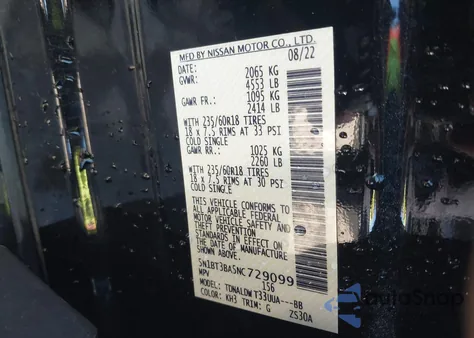 MFD BY NISSAN MOTOR CO., LTD.
DATE: 08/22
GVWR: 2065 KG
4553 LB
GAWR FR.: 1095 KG
2414 LB
WITH 235/60R18 TIRES
18 x 7.5 RIMS AT 33 PSI
COLD SINGLE
GAWR RR.: 1025 KG
2260 LB
WITH 235/60R18 TIRES
18 x 7.5 RIMS AT 30 PSI
COLD SINGLE
THIS VEHICLE CONFORMS TO
ALL APPLICABLE FEDERAL
MOTOR VEHICLE SAFETY AND
THEFT PREVENTION
STANDARDS IN EFFECT ON
THE DATE OF MANUFACTURE
SHOWN ABOVE.
5N1BT3BA5NC729099
MPV 156
MODEL: TDNALDWT33UUA---BB
COLOR: KH3 TRIM: G ZS30A
AutoSnap